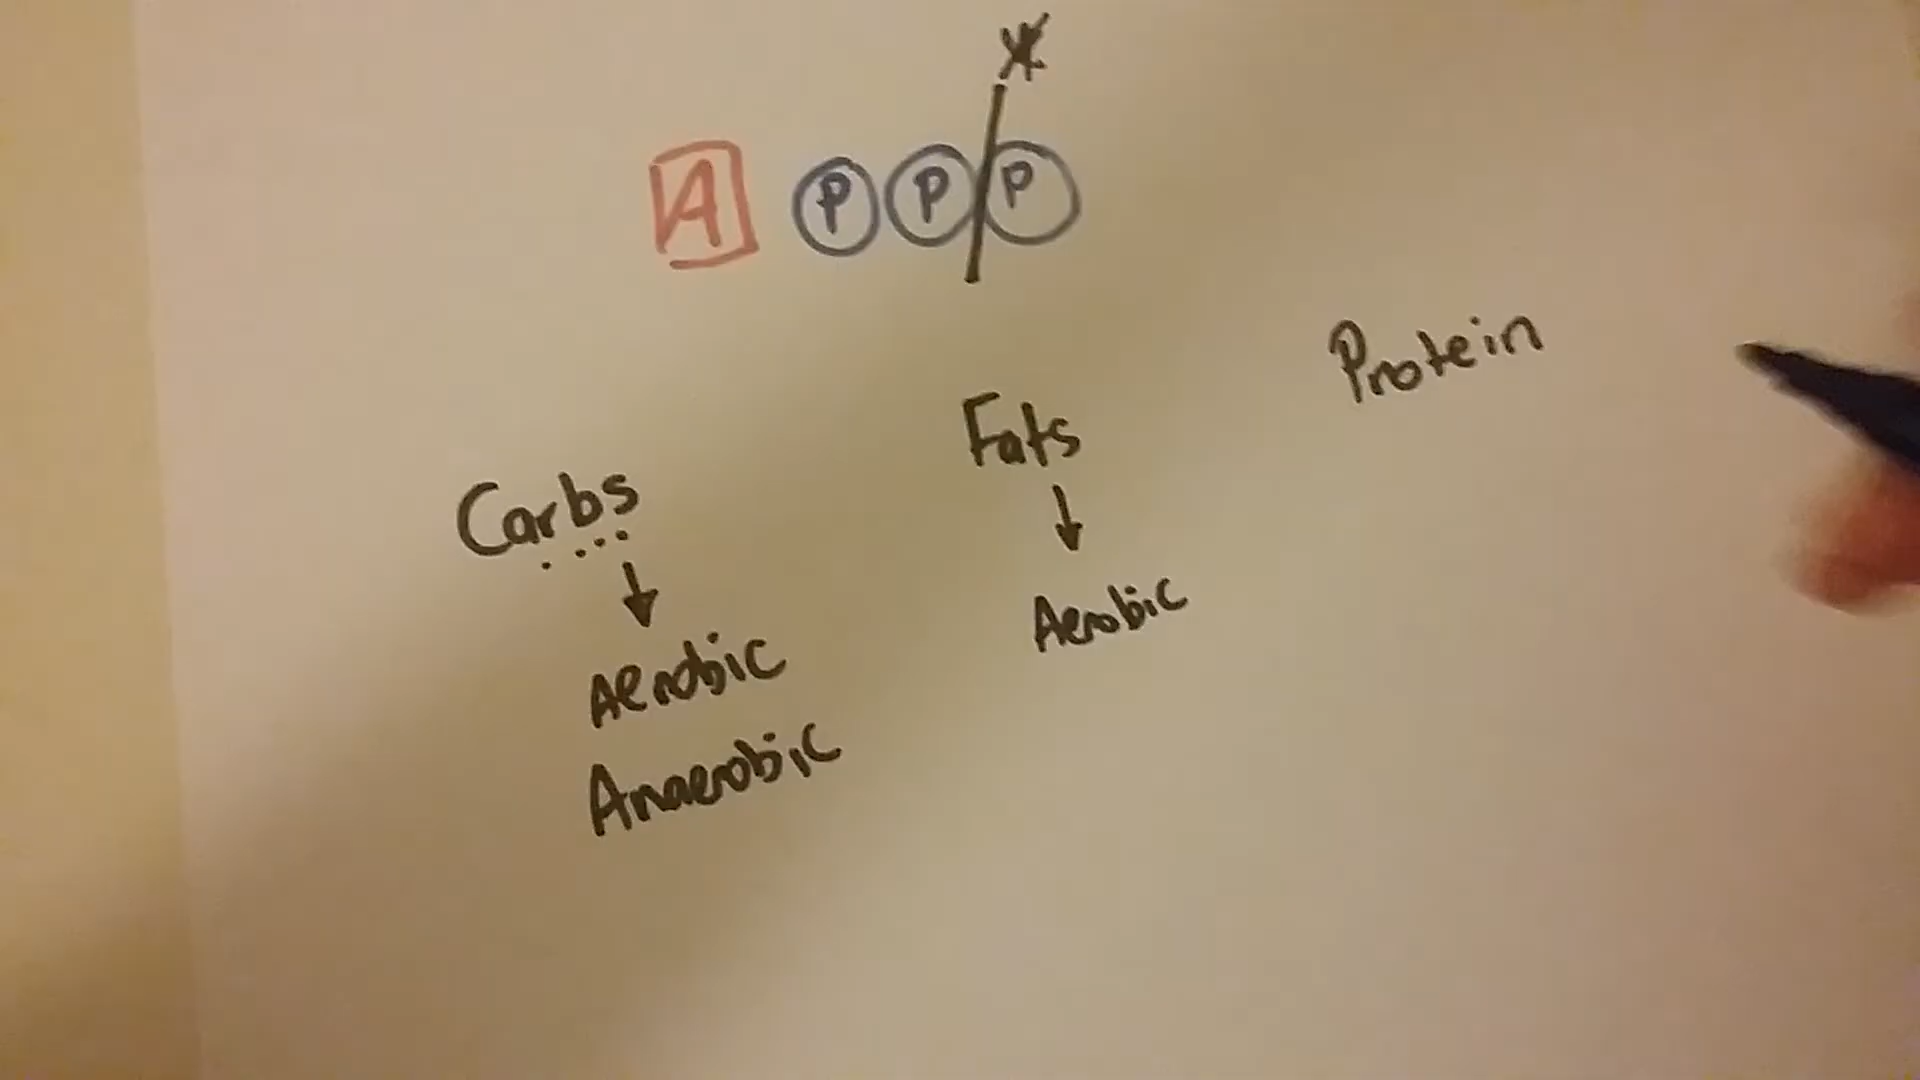 A P P P
Protein
Fats
Carbs
Aerobic
Aerobic
Anaerobic